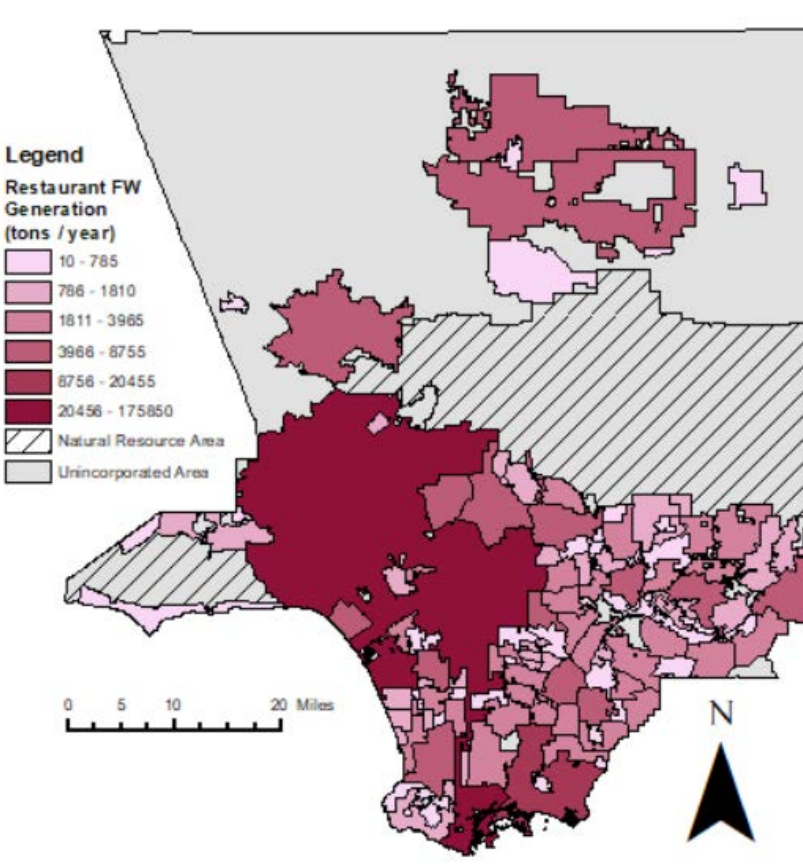 Legend
Restaurant FW
Generation
(tons / year)
10 - 785
786 - 1810
1811 - 3965
3966 - 8755
8756 - 20455
20456 - 175850
Natural Resource Area
Unincorporated Area
0 5 10 20 Miles
N